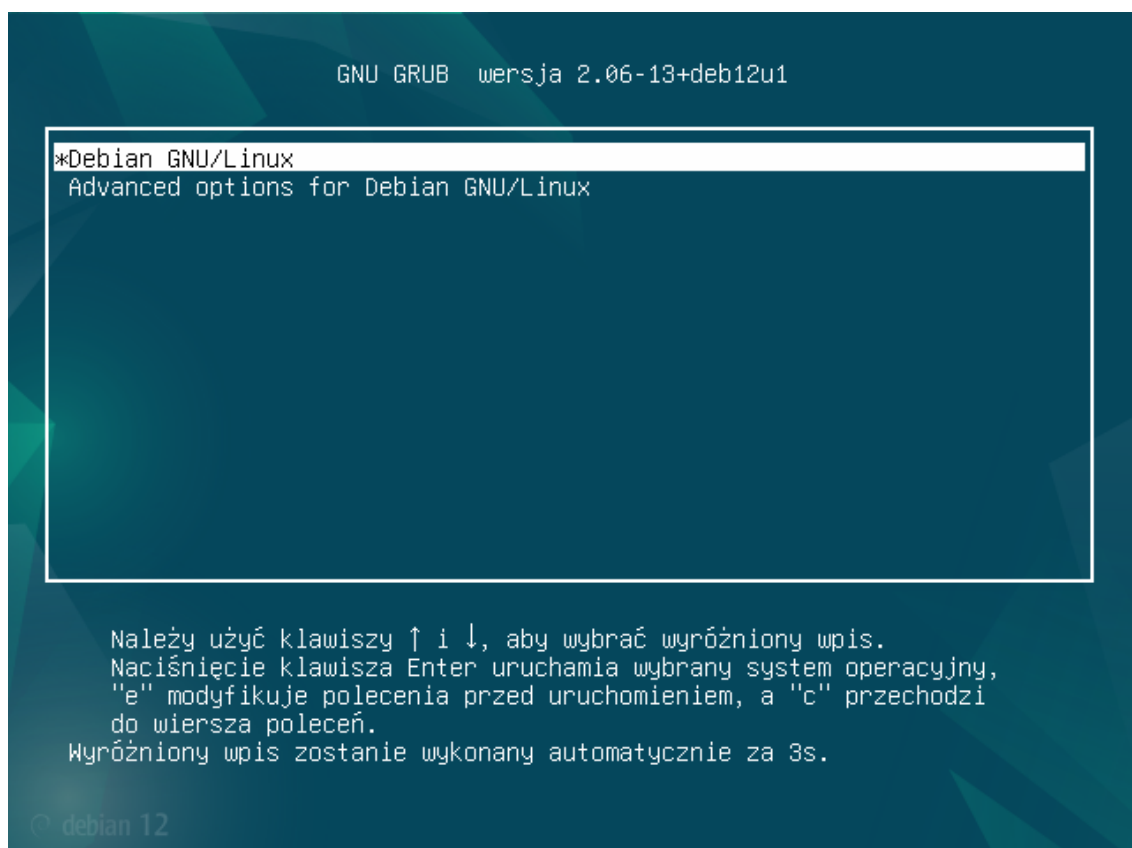 GNU GRUB wersja 2.06-13+deb12u1
*Debian GNU/Linux
Advanced options for Debian GNU/Linux
Należy użyć klawiszy ↑ i ↓, aby wybrać wyróżniony wpis.
Naciśnięcie klawisza Enter uruchamia wybrany system operacyjny,
"e" modyfikuje polecenia przed uruchomieniem, a "c" przechodzi
do wiersza poleceń.
Wyróżniony wpis zostanie wykonany automatycznie za 3s.
debian 12